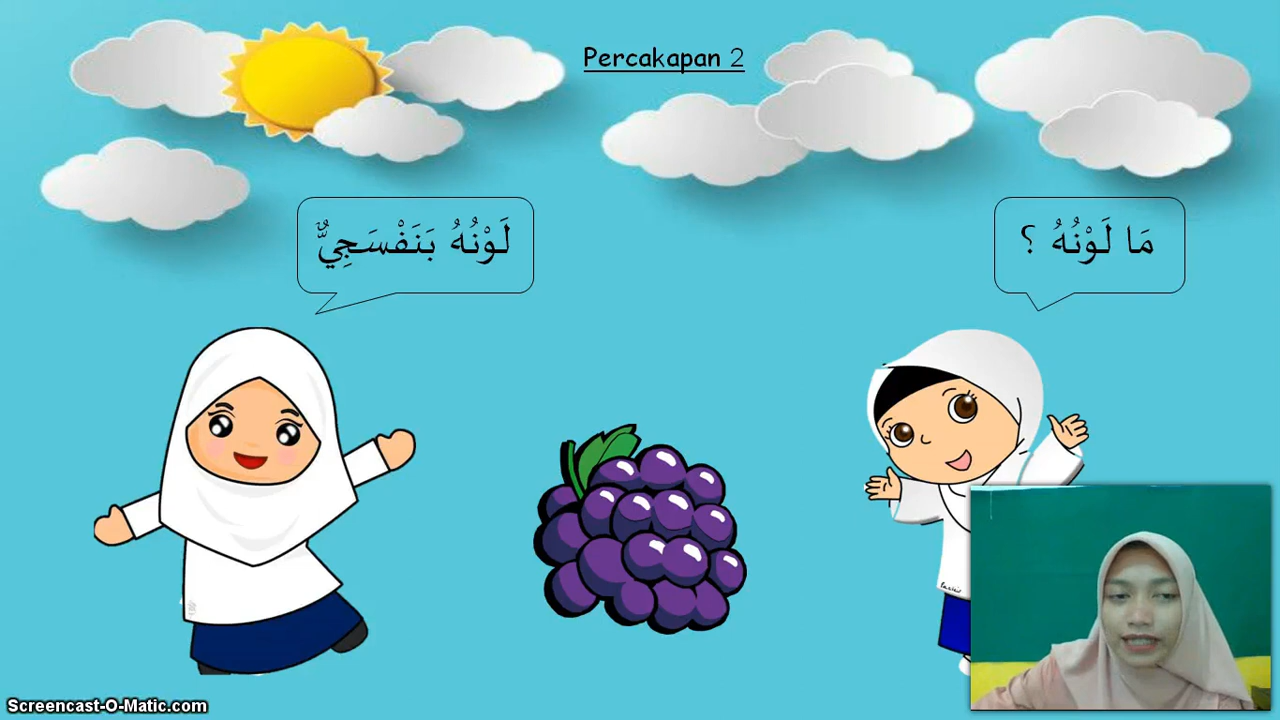 Percakapan 2
مَا لَوْنُهُ ؟
لَوْنُهُ بَنَفْسَجِيٌّ
Screencast-O-Matic.com